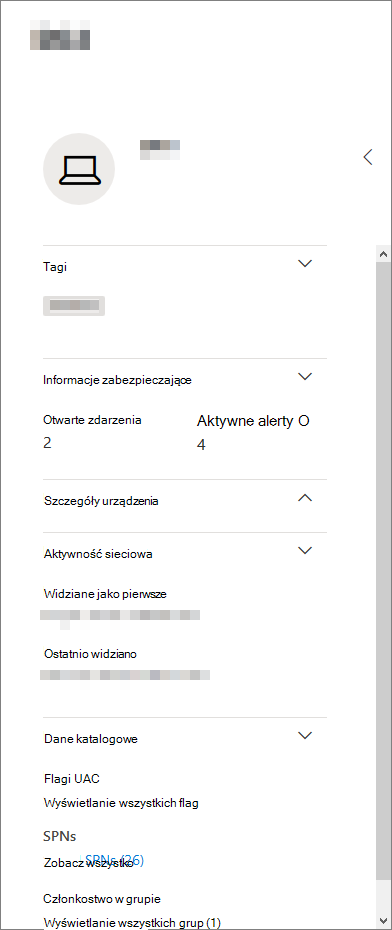 Tagi
Informacje zabezpieczające
Otwarte zdarzenia
Aktywne alerty O
2
4
Szczegóły urządzenia
Aktywność sieciowa
Widziane jako pierwsze
Ostatnio widziano
Dane katalogowe
Flagi UAC
Wyświetlanie wszystkich flag
SPNs
Zobacz wszystko SPNs (26)
Członkostwo w grupie
Wyświetlanie wszystkich grup (1)